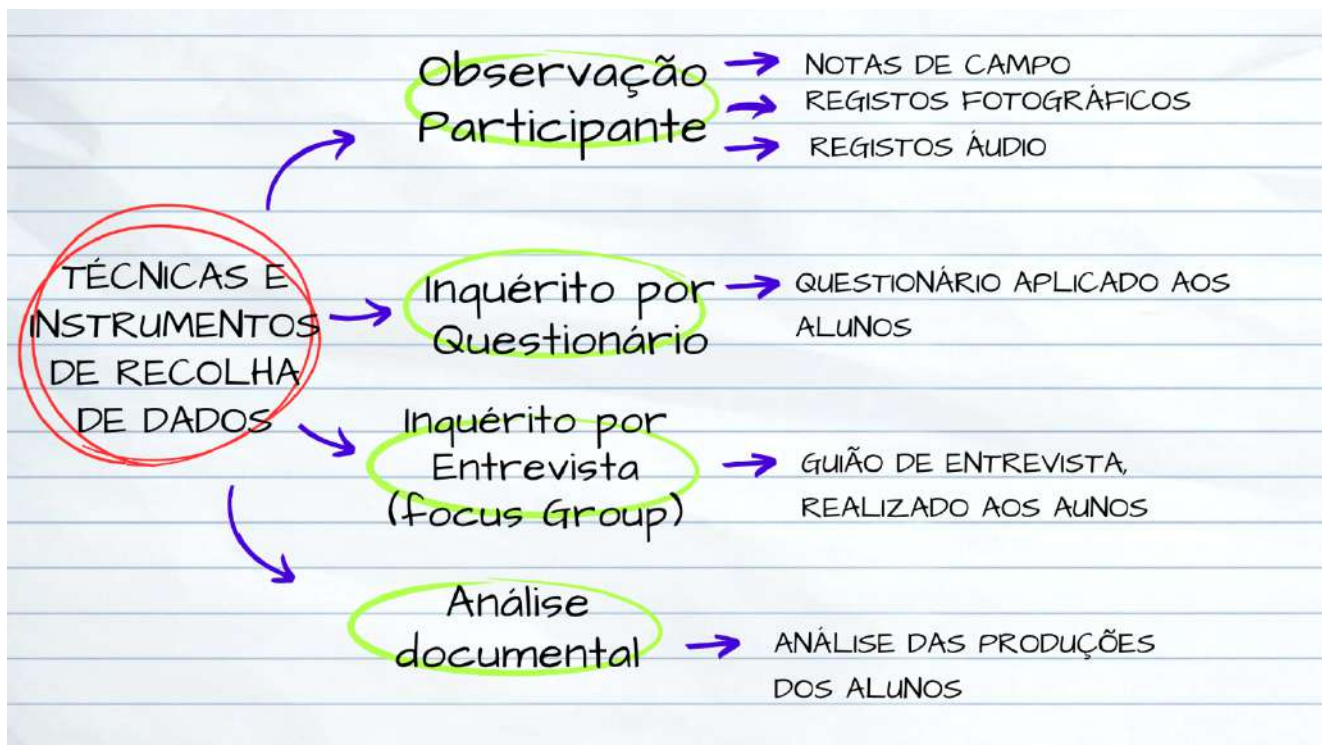 TÉCNICAS E
INSTRUMENTOS
DE RECOLHA
DE DADOS
Observação
Participante
NOTAS DE CAMPO
REGISTOS FOTOGRÁFICOS
REGISTOS ÁUDIO
Inquérito por
Questionário
QUESTIONÁRIO APLICADO AOS
ALUNOS
Inquérito por
Entrevista
(focus Group)
GUIÃO DE ENTREVISTA,
REALIZADO AOS AUNOS
Análise
documental
ANÁLISE DAS PRODUÇÕES
DOS ALUNOS